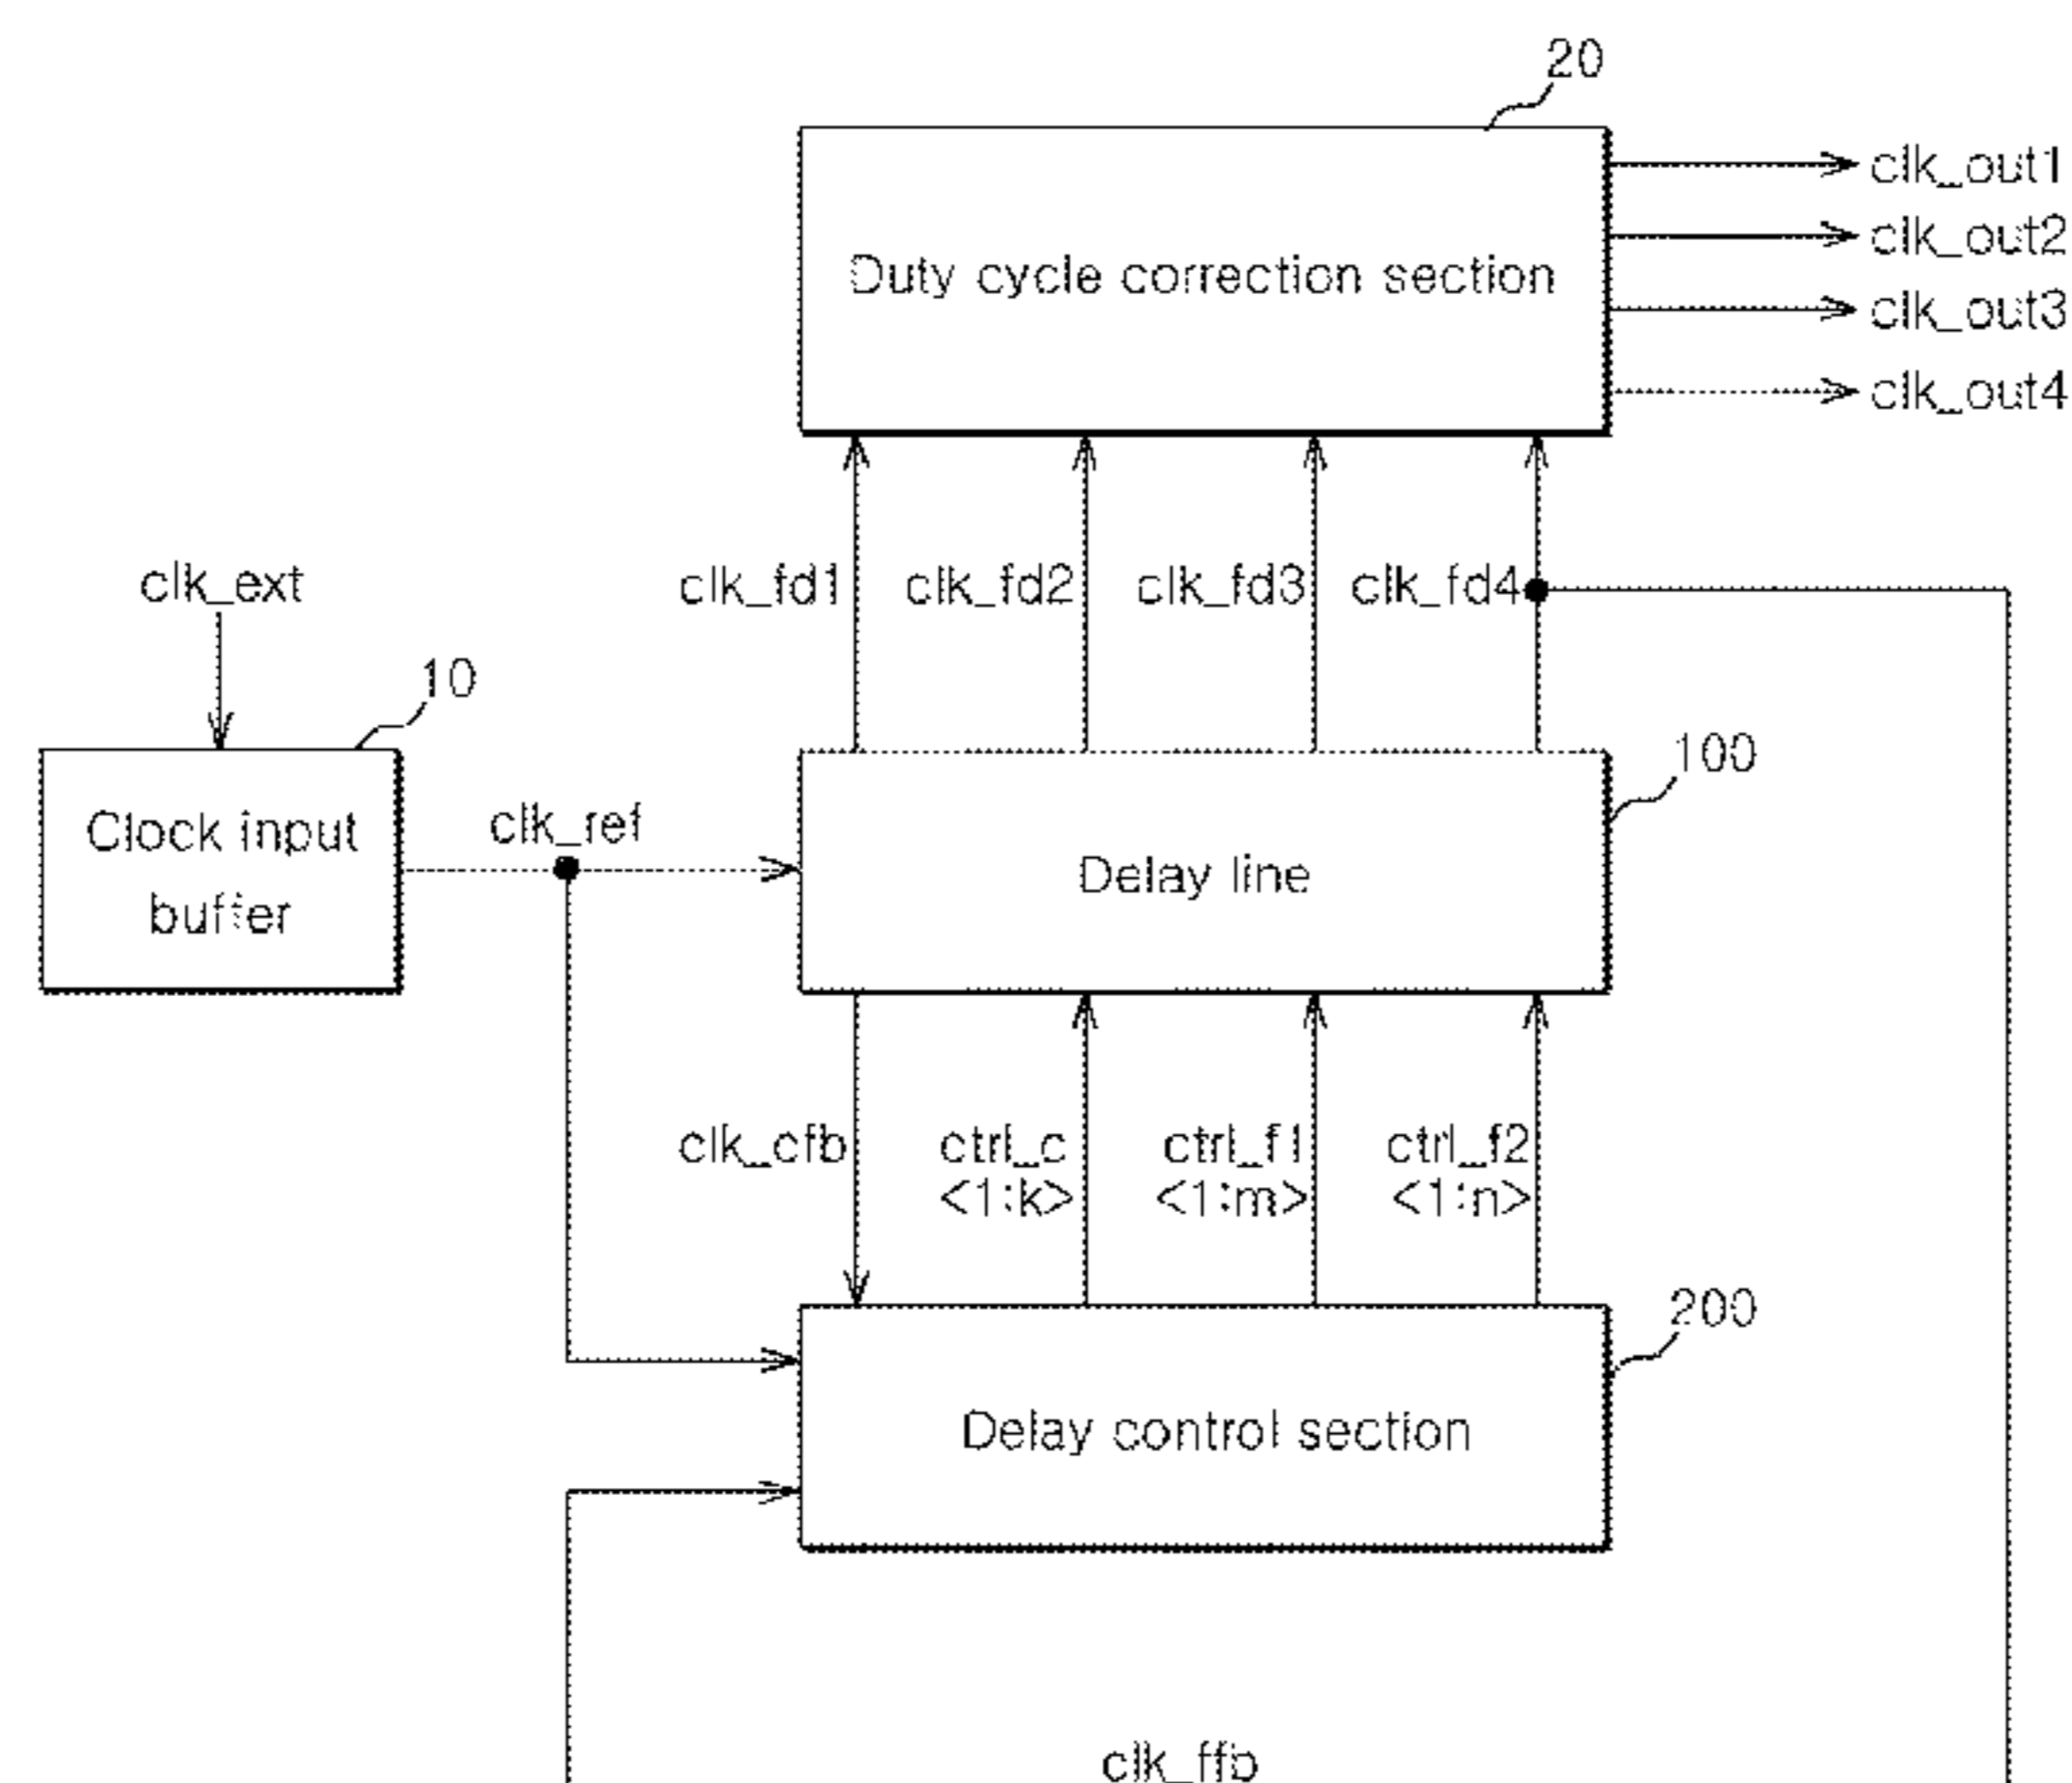 20
clk_out1
clk_out2
Duty cycle correction section
clk_out3
clk_out4
clk_ext
clk_fd1
clk_fd2
clk_fd3
clk_fd4
10
100
clk_ref
Clock input
buffer
Delay line
clk_cfb
ctrl_c
<1:k>
ctrl_f1
<1:m>
ctrl_f2
<1:n>
200
Delay control section
clk_ffb